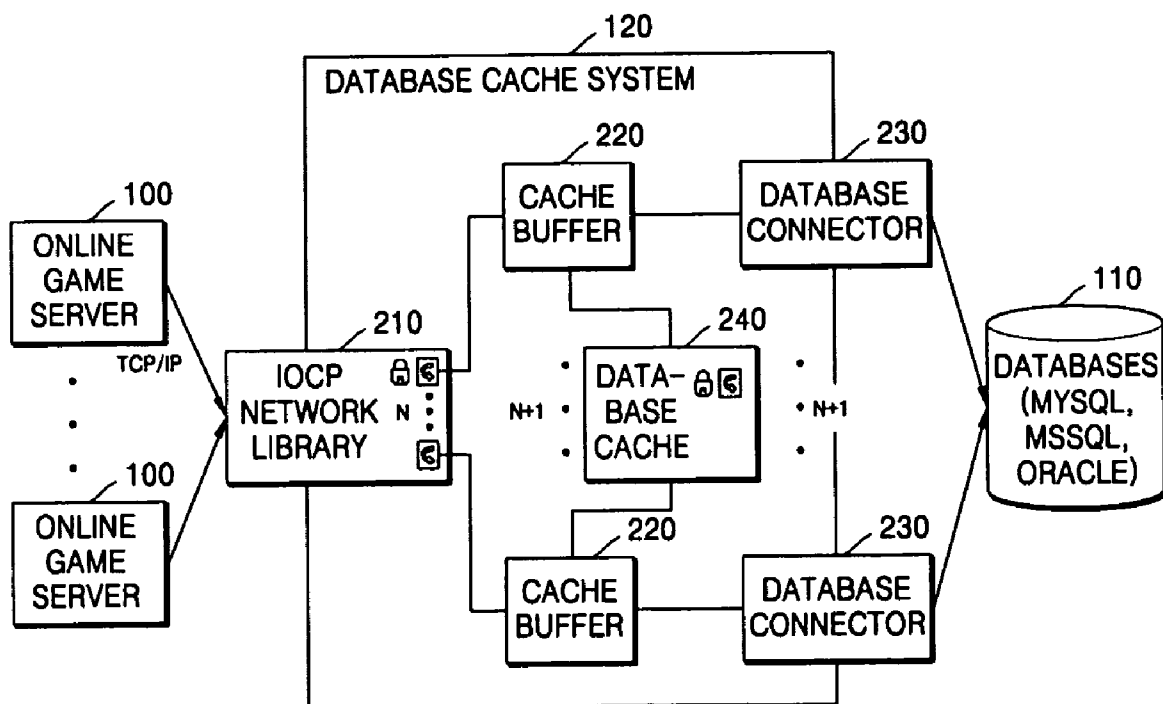 120
DATABASE CACHE SYSTEM
220
230
100
CACHE
BUFFER
DATABASE
CONNECTOR
ONLINE
GAME
SERVER
110
210
240
TCP/IP
IOCP
NETWORK
LIBRARY
N
N+1
DATA-
BASE
CACHE
N+1
DATABASES
(MYSQL,
MSSQL,
ORACLE)
100
220
230
ONLINE
GAME
SERVER
CACHE
BUFFER
DATABASE
CONNECTOR